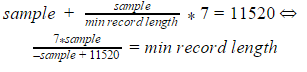 sample + sample / min record length * 7 = 11520 ⇔
7*sample / −sample + 11520 = min record length